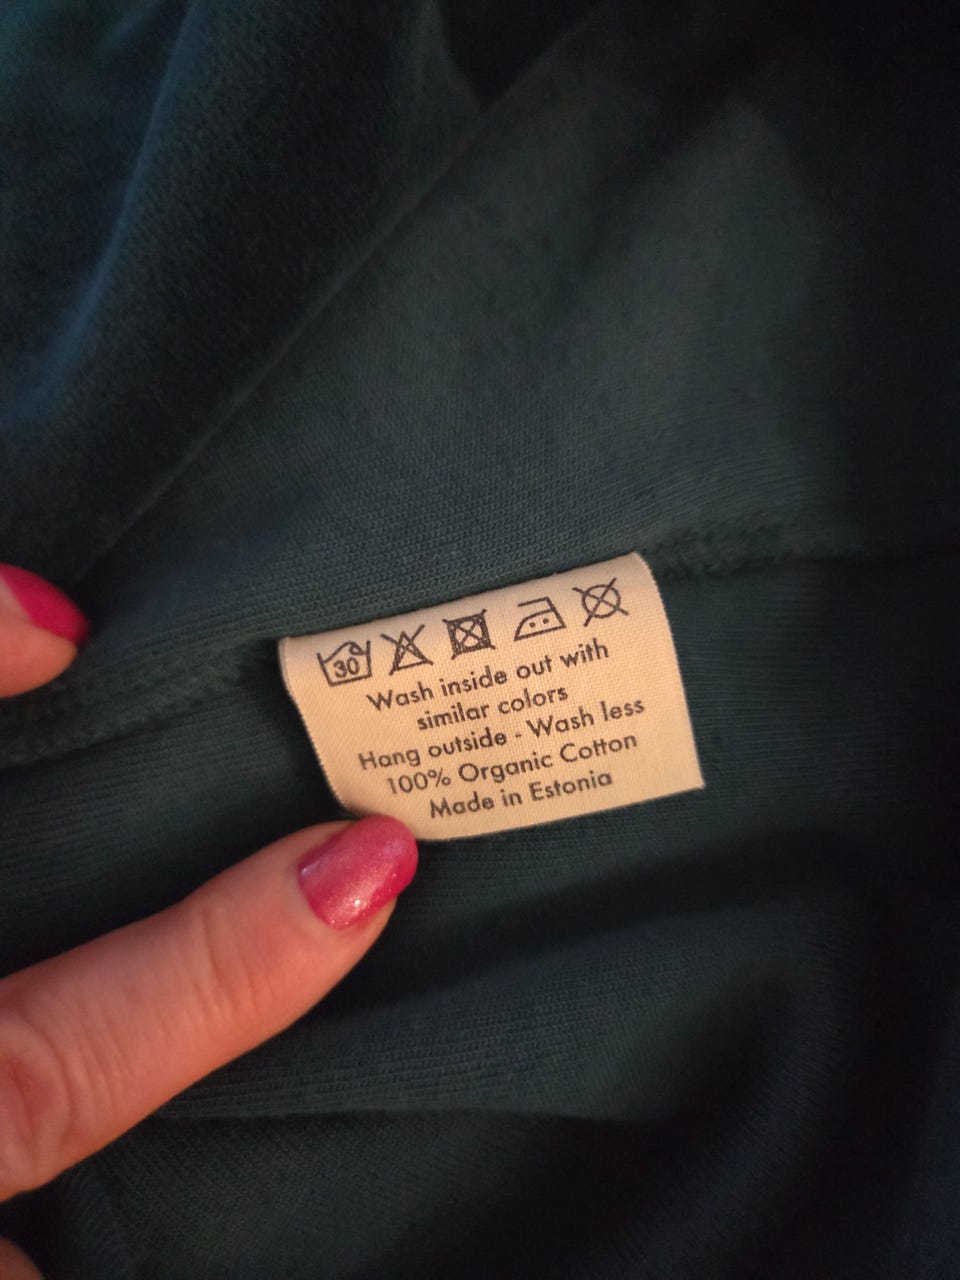 30
Wash inside out with
similar colors
Hang outside - Wash less
100% Organic Cotton
Made in Estonia